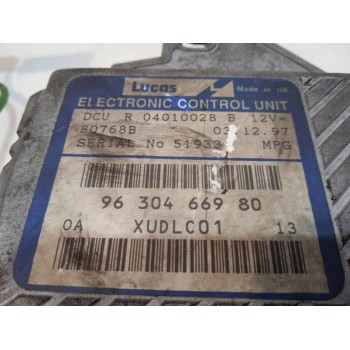 Lucas
Made in UK
ELECTRONIC CONTROL UNIT
DCU R 04010028 B 12V=
80768B 03.12.97
SERIAL No 51933 MPG
96 304 669 80
0A XUDLC01 13